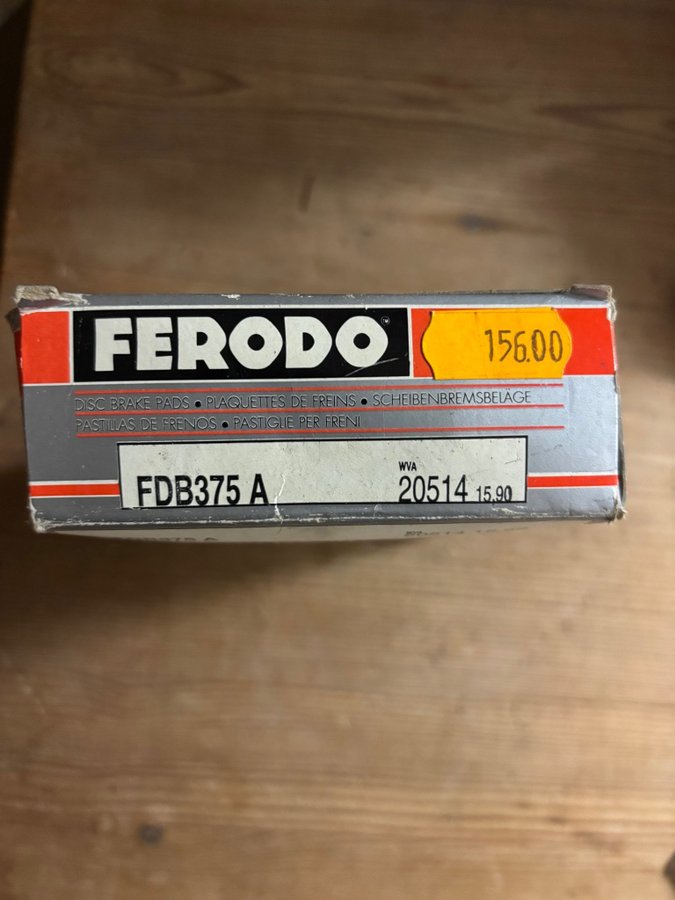 FERODO
156.00
DISC BRAKE PADS • PLAQUETTES DE FREINS • SCHEIBENBREMSBELÄGE
PASTILLAS DE FRENOS • PASTIGLIE PER FRENI
WVA
FDB375 A 20514 15.90